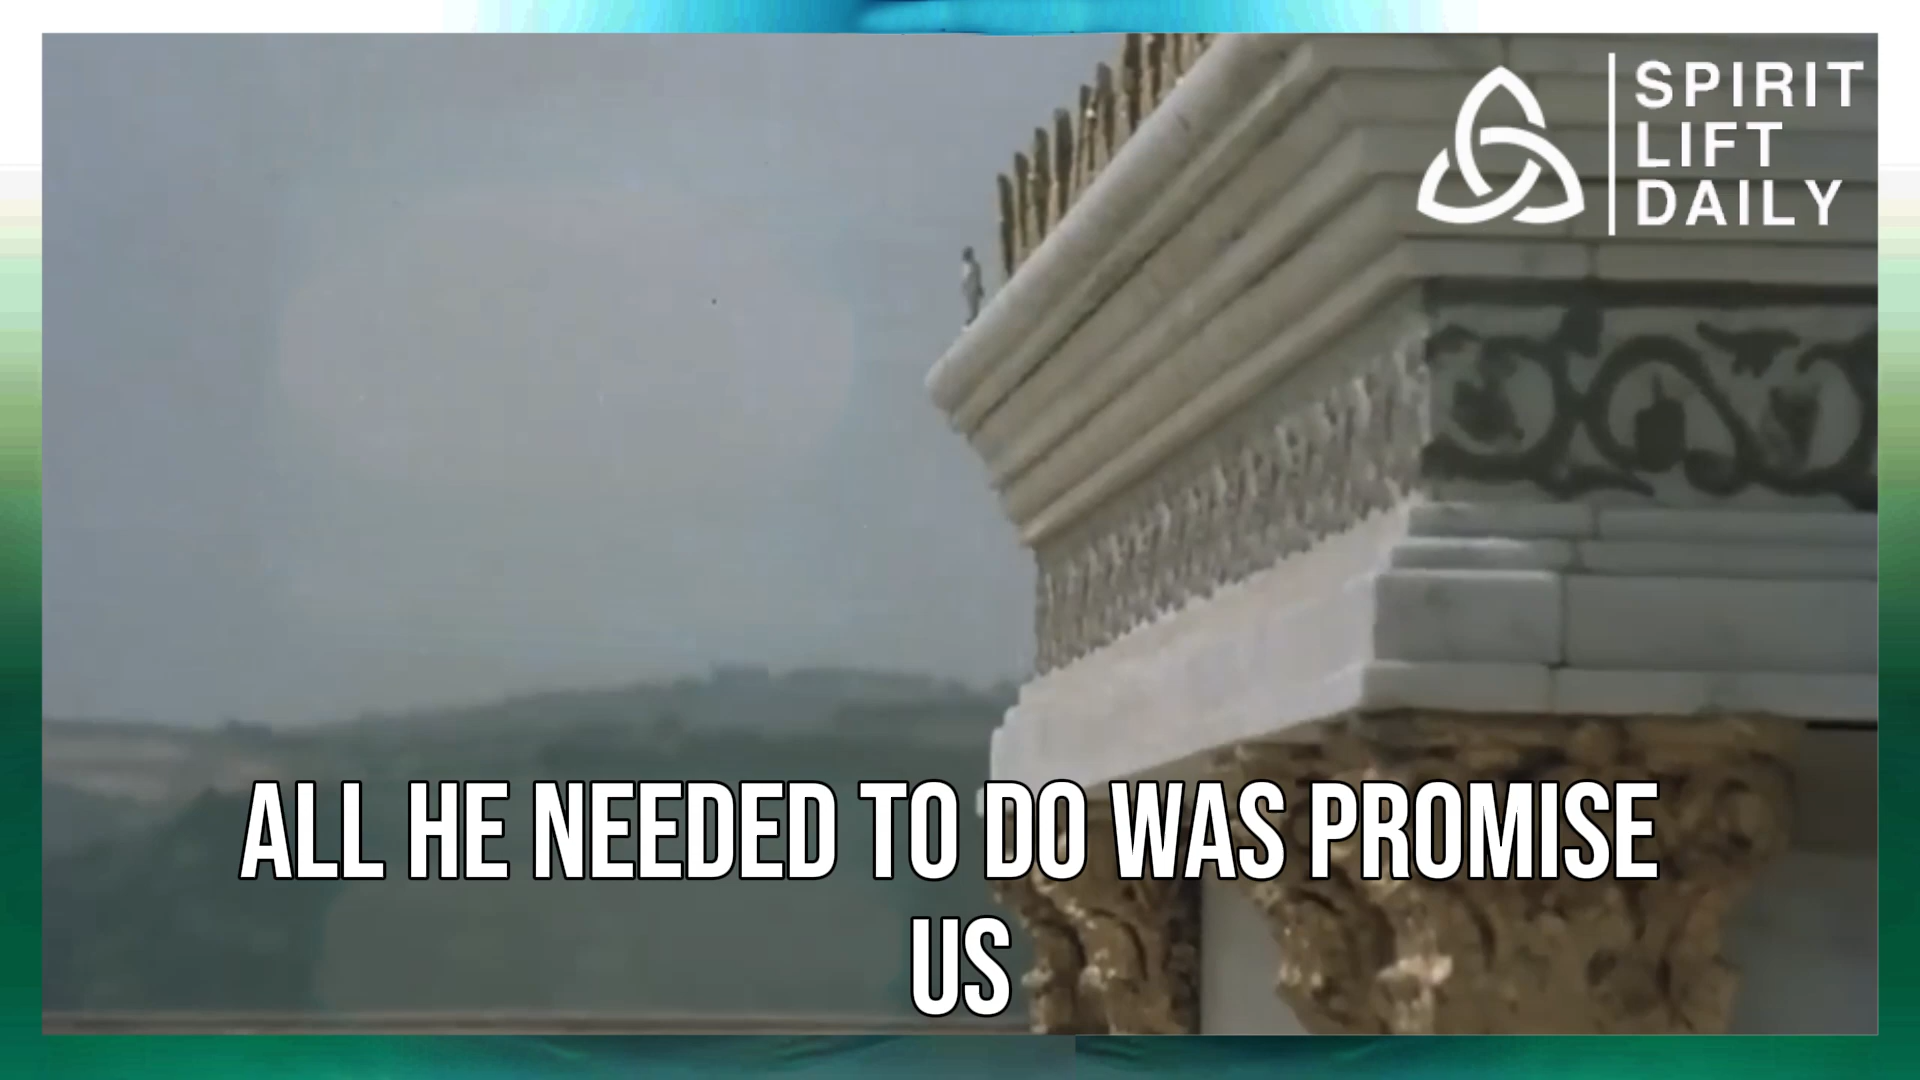 SPIRIT
LIFT
DAILY
ALL HE NEEDED TO DO WAS PROMISE
US